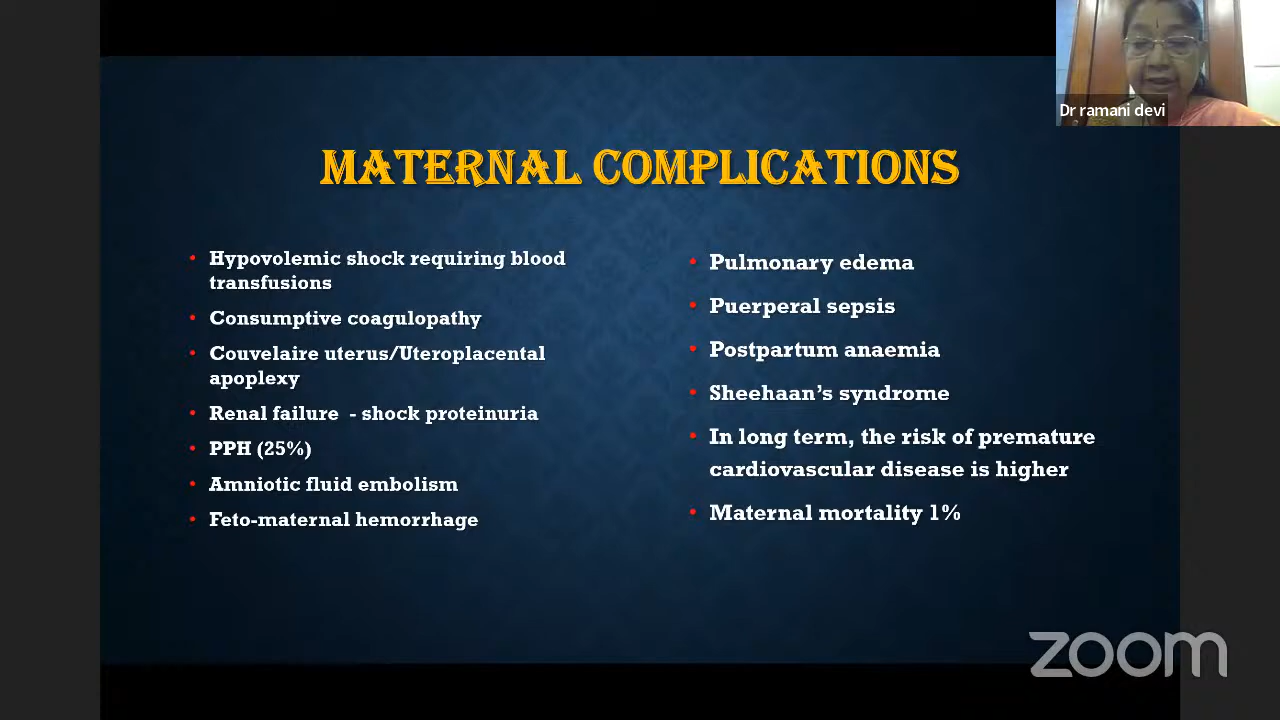 Dr ramani devi
MATERNAL COMPLICATIONS
Hypovolemic shock requiring blood
transfusions
Consumptive coagulopathy
Couvelaire uterus/Uteroplacental
apoplexy
Renal failure - shock proteinuria
PPH (25%)
Amniotic fluid embolism
Feto-maternal hemorrhage
Pulmonary edema
Puerperal sepsis
Postpartum anaemia
Sheehaan’s syndrome
In long term, the risk of premature
cardiovascular disease is higher
Maternal mortality 1%
zoom